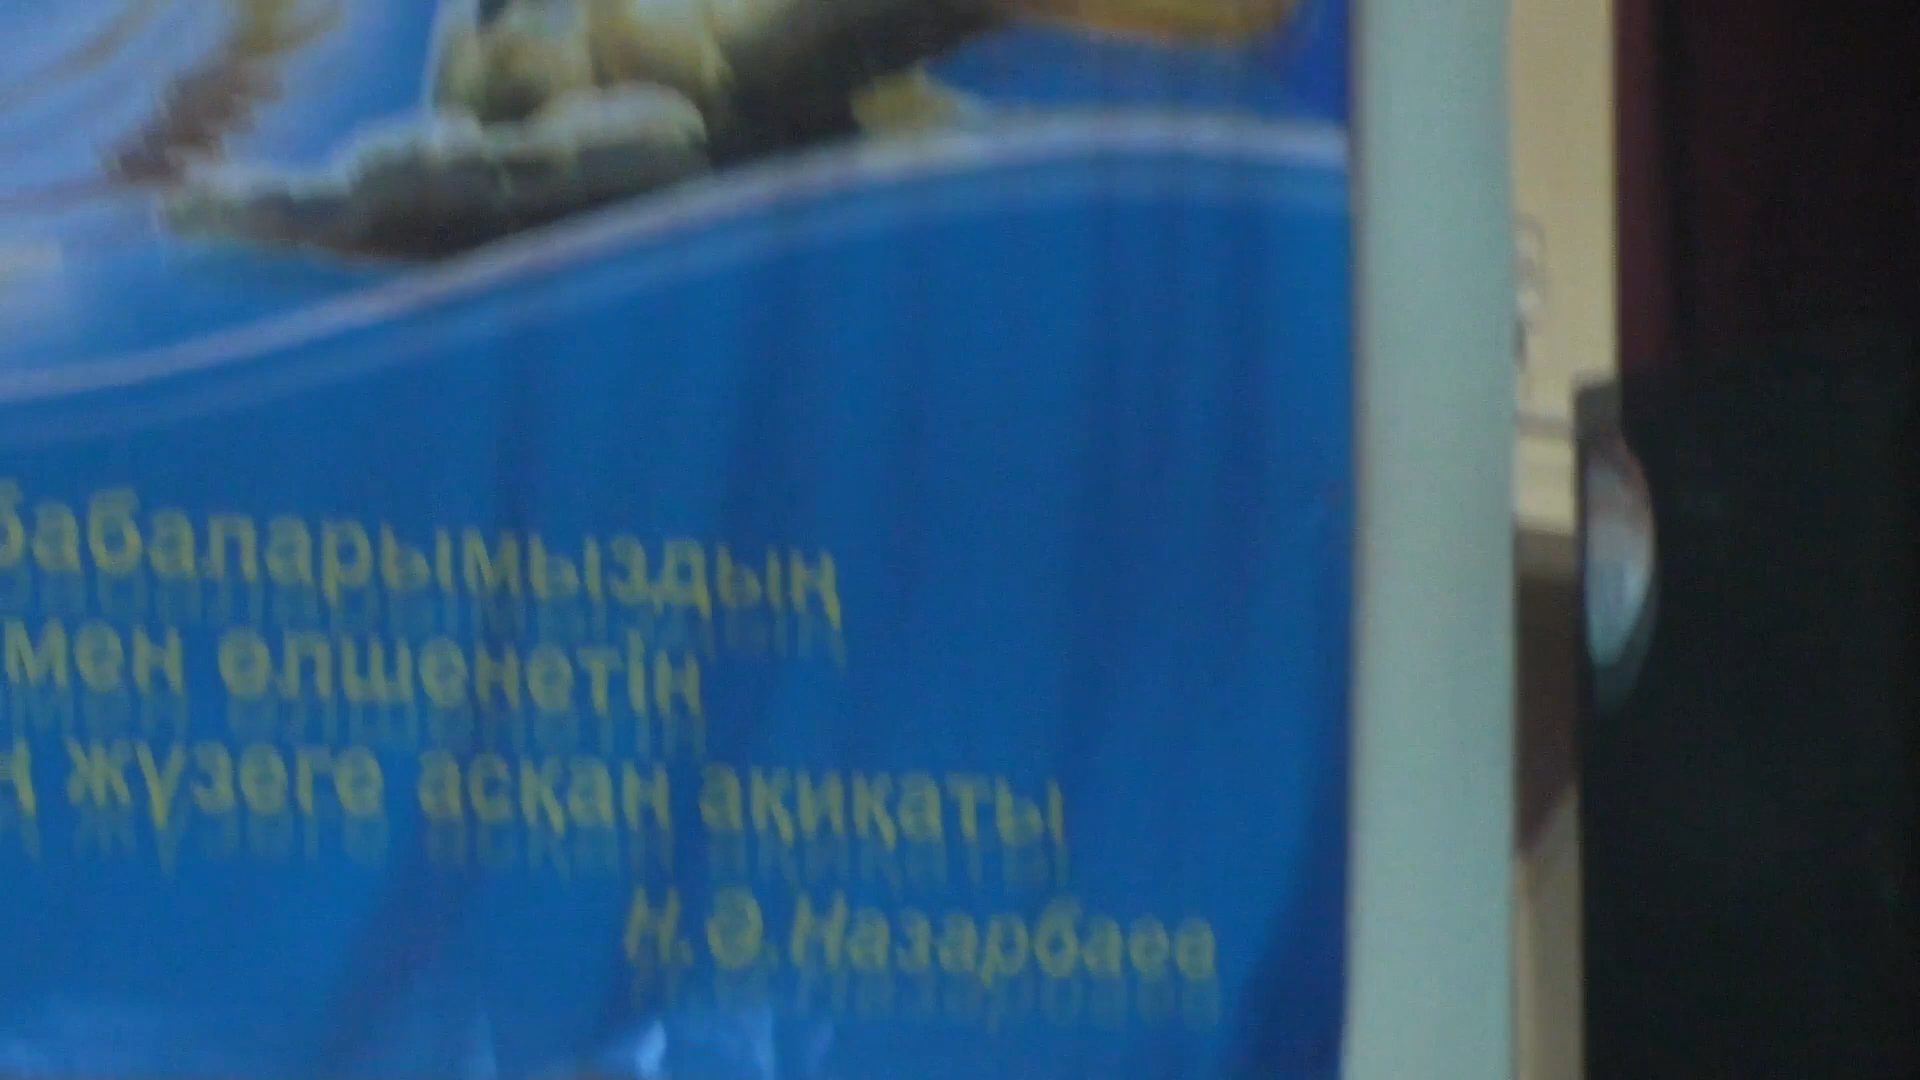 бабаларымыздың
мен өлшенетін
ң жүзеге асқан ақиқаты
Н.Ә.Назарбаев